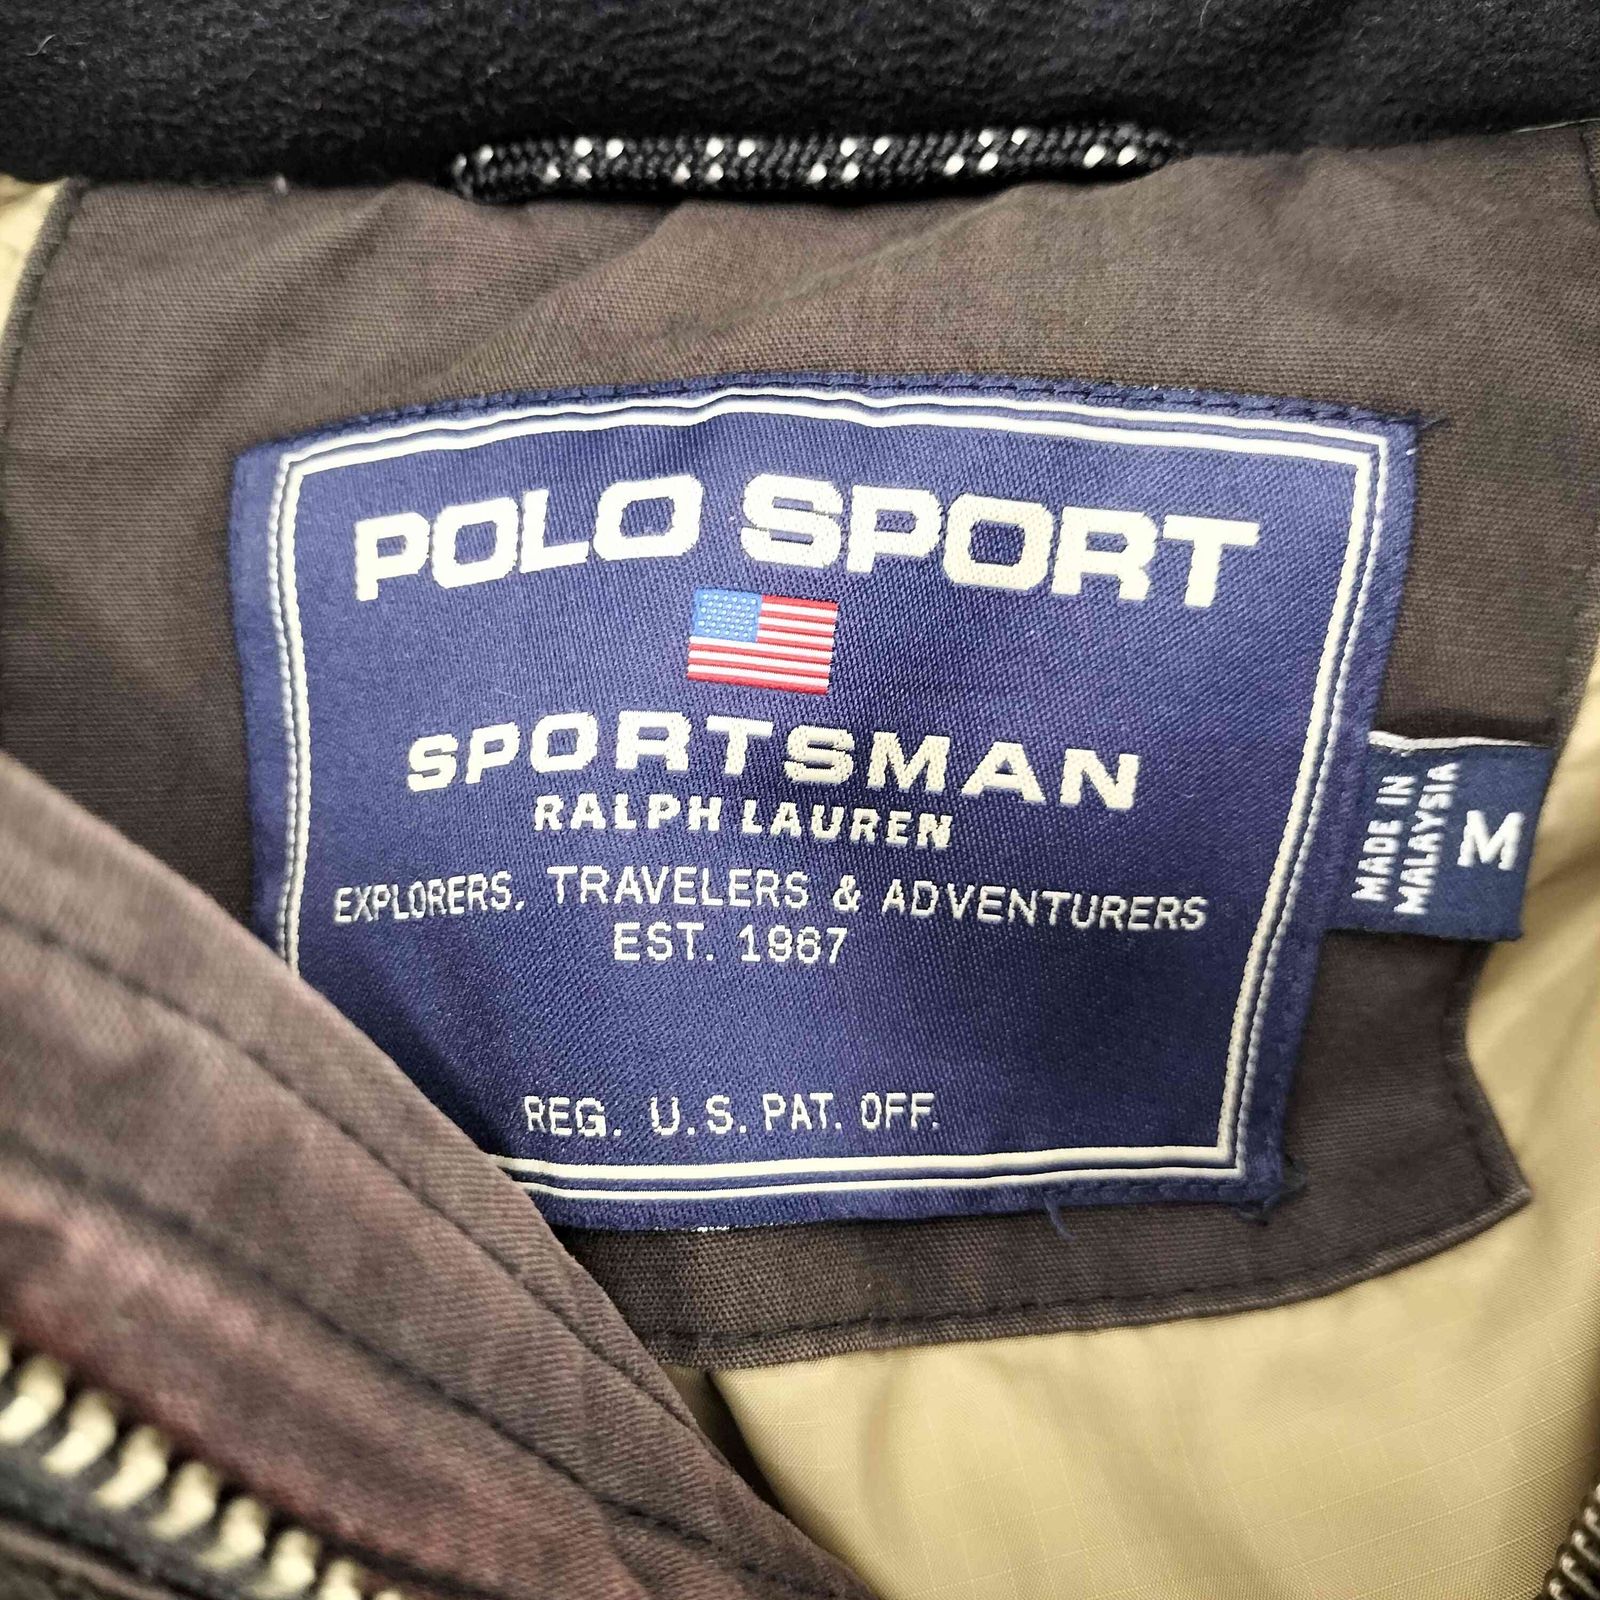 POLO SPORT
SPORTSMAN
RALPH LAUREN
EXPLORERS, TRAVELERS & ADVENTURERS
EST. 1967
REG. U.S. PAT. OFF.
MADE IN
MALAYSIA
M